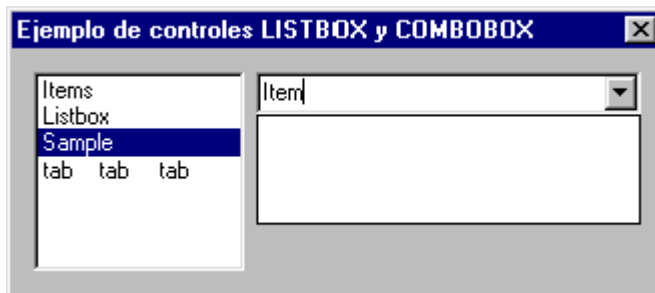 Ejemplo de controles LISTBOX y COMBOBOX
Items
Listbox
Sample
tab tab tab
Item